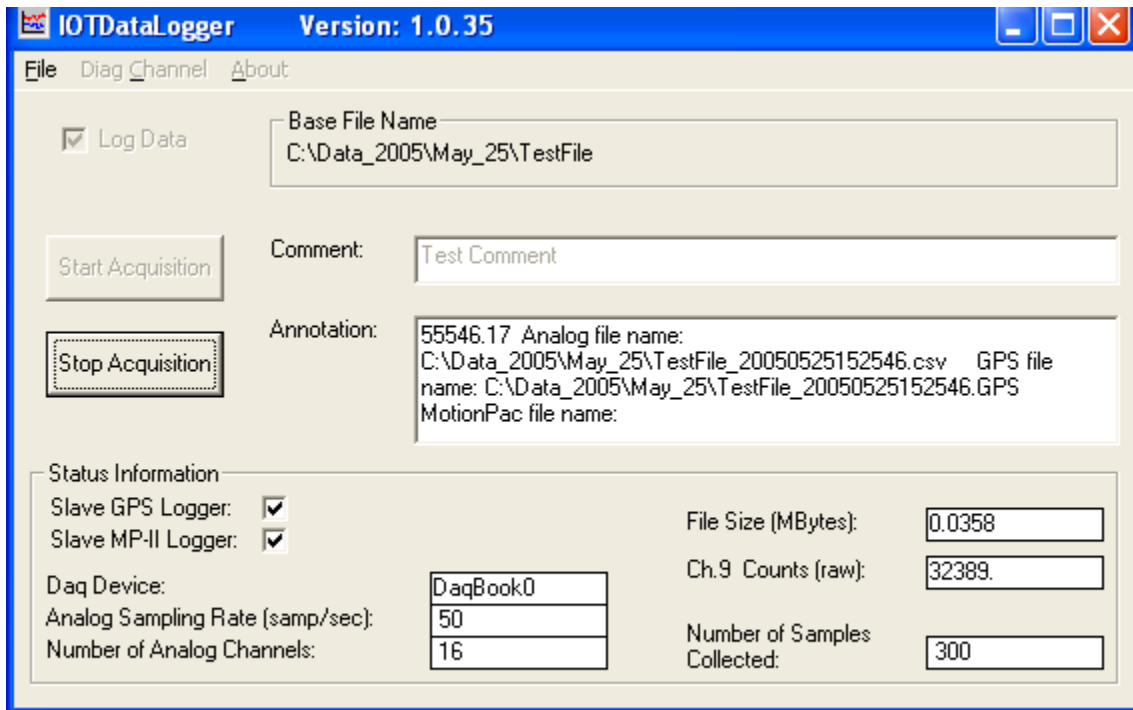 IOTDataLogger Version: 1.0.35
File Diag Channel About
Log Data
Base File Name
C:\Data_2005\May_25\TestFile
Start Acquisition
Comment:
Test Comment
Stop Acquisition
Annotation:
55546.17 Analog file name:
C:\Data_2005\May_25\TestFile_20050525152546.csv GPS file
name: C:\Data_2005\May_25\TestFile_20050525152546.GPS
MotionPac file name:
Status Information
Slave GPS Logger:
Slave MP-II Logger:
Daq Device: DaqBook0
Analog Sampling Rate (samp/sec): 50
Number of Analog Channels: 16
File Size (MBytes): 0.0358
Ch.9 Counts (raw): 32389.
Number of Samples
Collected: 300